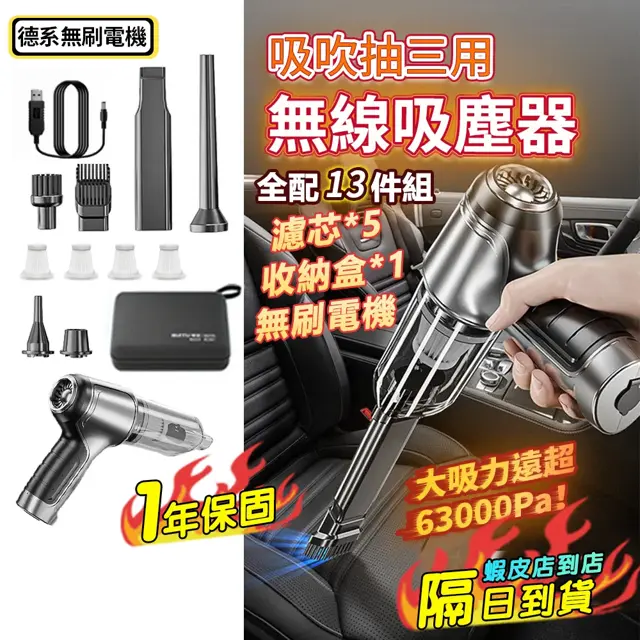 德系無刷電機
吸吹抽三用
無線吸塵器
全配13件組
濾芯*5
收納盒*1
無刷電機
1年保固
大吸力遠超
63000Pa!
蝦皮店到店
隔日到貨